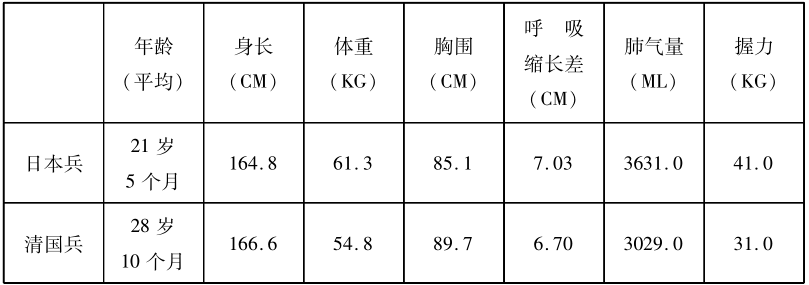 年龄
(平均)
身长
(CM)
体重
(KG)
胸围
(CM)
呼 吸
缩长差
(CM)
肺气量
(ML)
握力
(KG)
日本兵
21 岁
5 个月
164.8
61.3
85.1
7.03
3631.0
41.0
清国兵
28 岁
10 个月
166.6
54.8
89.7
6.70
3029.0
31.0